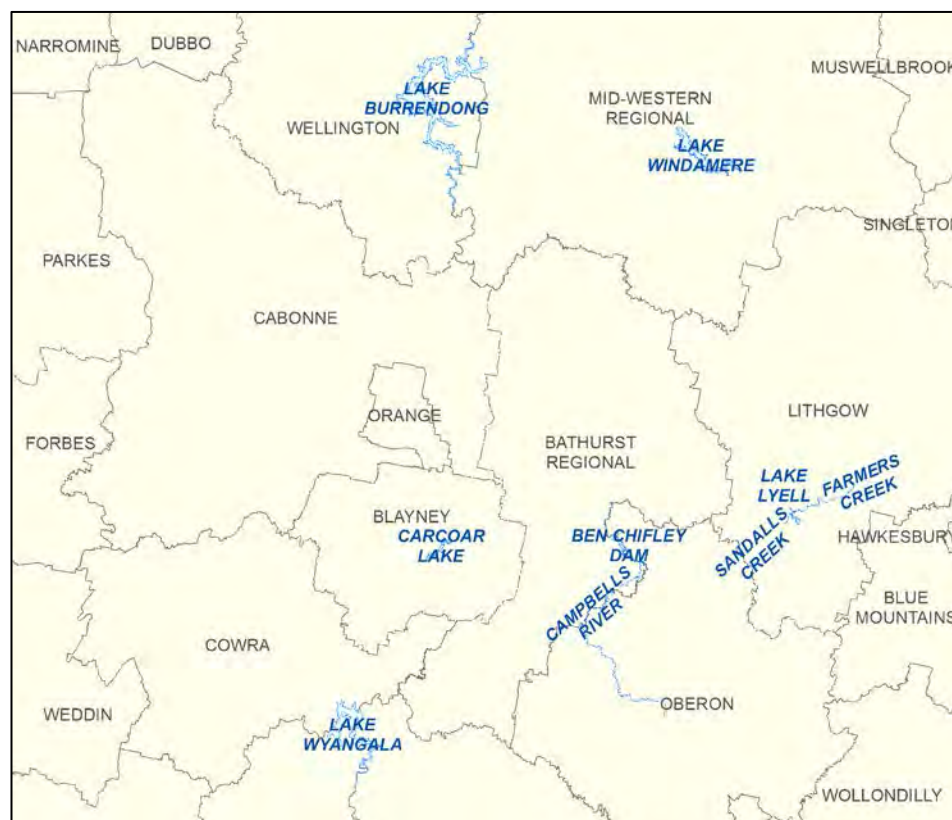 NARROMINE
DUBBO
MUSWELLBROOK
LAKE
BURRENDONG
MID-WESTERN
REGIONAL
WELLINGTON
LAKE
WINDAMERE
SINGLETON
PARKES
CABONNE
ORANGE
LITHGOW
FORBES
BATHURST
REGIONAL
LAKE
LYELL
FARMERS
CREEK
BLAYNEY
CARCOAR
LAKE
BEN CHIFLEY
DAM
SANDALLS
CREEK
HAWKESBURY
CAMPBELLS
RIVER
BLUE
MOUNTAINS
COWRA
WEDDIN
OBERON
LAKE
WYANGALA
WOLLONDILLY